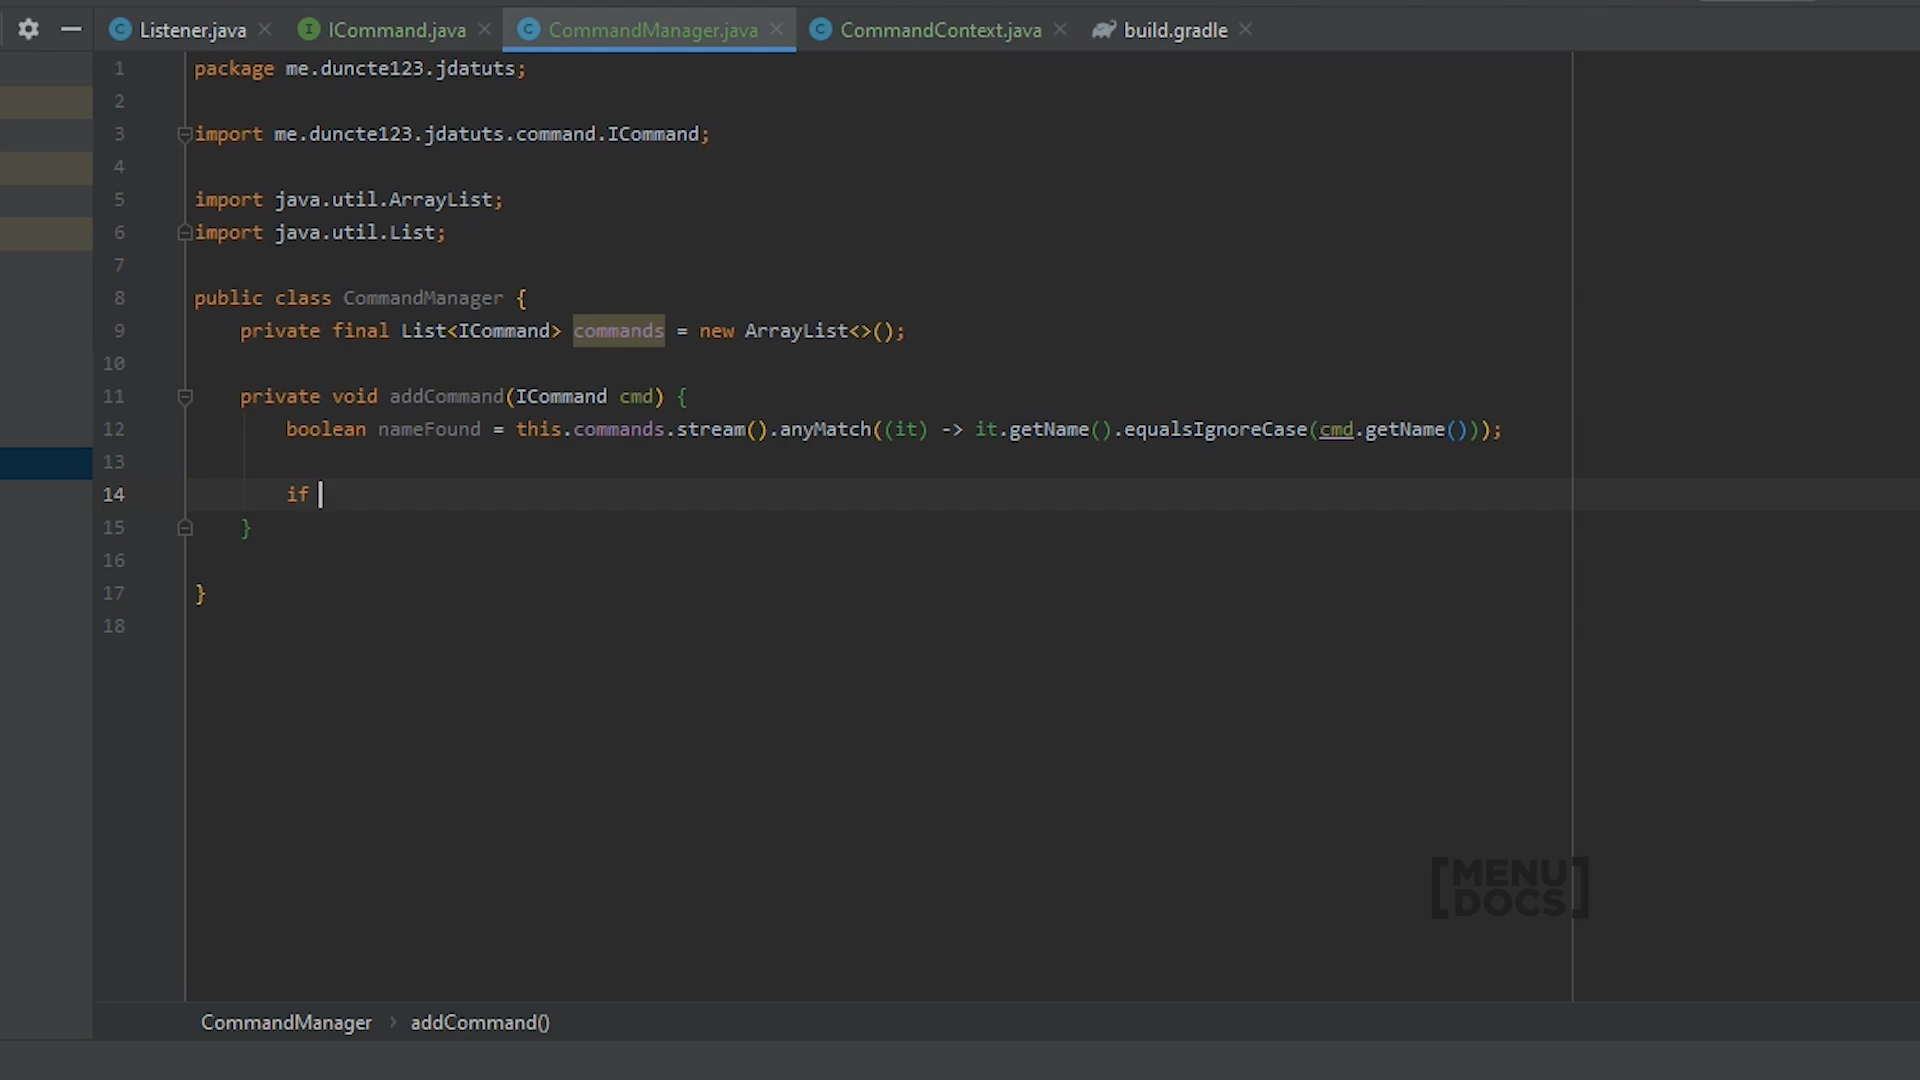 Listener.java ICommand.java CommandManager.java CommandContext.java build.gradle
1 package me.duncte123.jdatuts;
2
3 import me.duncte123.jdatuts.command.ICommand;
4
5 import java.util.ArrayList;
6 import java.util.List;
7
8 public class CommandManager {
9 private final List<ICommand> commands = new ArrayList<>();
10
11 private void addCommand(ICommand cmd) {
12 boolean nameFound = this.commands.stream().anyMatch((it) -> it.getName().equalsIgnoreCase(cmd.getName()));
13
14 if
15 }
16
17 }
18
[MENU
DOCS]
CommandManager > addCommand()